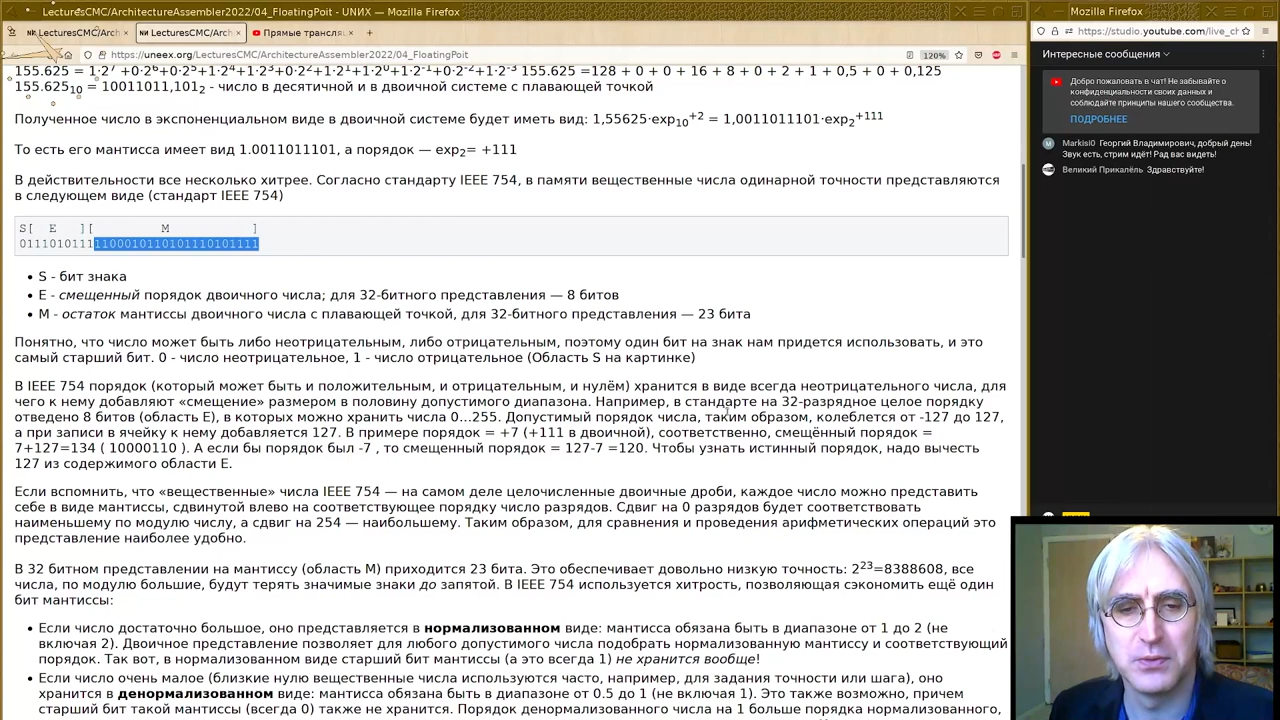 LecturesCMC/ArchitectureAssembler2022/04_FloatingPoit - UNИX — Mozilla Firefox
Mozilla Firefox
LecturesCMC/Arch
LecturesCMC/Arch
Прямые трансляц
https://uneex.org/LecturesCMC/ArchitectureAssembler2022/04_FloatingPoit
120%
https://studio.youtube.com/live_ch
155.625 = 1·2⁷ +0·2⁶+0·2⁵+1·2⁴+1·2³+0·2²+1·2¹+1·2⁰+1·2⁻¹+0·2⁻²+1·2⁻³ 155.625 =128 + 0 + 0 + 16 + 8 + 0 + 2 + 1 + 0,5 + 0 + 0,125
155.625₁₀ = 10011011,101₂ - число в десятичной и в двоичной системе с плавающей точкой
Полученное число в экспоненциальном виде в двоичной системе будет иметь вид: 1,55625·exp₁₀⁺² = 1,0011011101·exp₂⁺¹¹¹
То есть его мантисса имеет вид 1.0011011101, а порядок — exp₂= +111
В действительности все несколько хитрее. Согласно стандарту IEEE 754, в памяти вещественные числа одинарной точности представляются
в следующем виде (стандарт IEEE 754)
S[ E ][ M ]
01110101111100010110101110101111
• S - бит знака
• E - смещенный порядок двоичного числа; для 32-битного представления — 8 битов
• M - остаток мантиссы двоичного числа с плавающей точкой, для 32-битного представления — 23 бита
Понятно, что число может быть либо неотрицательным, либо отрицательным, поэтому один бит на знак нам придется использовать, и это
самый старший бит. 0 - число неотрицательное, 1 - число отрицательное (Область S на картинке)
В IEEE 754 порядок (который может быть и положительным, и отрицательным, и нулём) хранится в виде всегда неотрицательного числа, для
чего к нему добавляют «смещение» размером в половину допустимого диапазона. Например, в стандарте на 32-разрядное целое порядку
отведено 8 битов (область E), в которых можно хранить числа 0…255. Допустимый порядок числа, таким образом, колеблется от -127 до 127,
а при записи в ячейку к нему добавляется 127. В примере порядок = +7 (+111 в двоичной), соответственно, смещённый порядок =
7+127=134 ( 10000110 ). А если бы порядок был -7 , то смещенный порядок = 127-7 =120. Чтобы узнать истинный порядок, надо вычесть
127 из содержимого области E.
Если вспомнить, что «вещественные» числа IEEE 754 — на самом деле целочисленные двоичные дроби, каждое число можно представить
себе в виде мантиссы, сдвинутой влево на соответствующее порядку число разрядов. Сдвиг на 0 разрядов будет соответствовать
наименьшему по модулю числу, а сдвиг на 254 — наибольшему. Таким образом, для сравнения и проведения арифметических операций это
представление наиболее удобно.
В 32 битном представлении на мантиссу (область M) приходится 23 бита. Это обеспечивает довольно низкую точность: 2²³=8388608, все
числа, по модулю большие, будут терять значимые знаки до запятой. В IEEE 754 используется хитрость, позволяющая сэкономить ещё один
бит мантиссы:
• Если число достаточно большое, оно представляется в нормализованном виде: мантисса обязана быть в диапазоне от 1 до 2 (не
включая 2). Двоичное представление позволяет для любого допустимого числа подобрать нормализованную мантиссу и соответствующий
порядок. Так вот, в нормализованном виде старший бит мантиссы (а это всегда 1) не хранится вообще!
• Если число очень малое (близкие нулю вещественные числа используются часто, например, для задания точности или шага), оно
хранится в денормализованном виде: мантисса обязана быть в диапазоне от 0.5 до 1 (не включая 1). Это также возможно, причем
старший бит такой мантиссы (всегда 0) также не хранится. Порядок денормализованного числа на 1 больше порядка нормализованного,
Интересные сообщения
Добро пожаловать в чат! Не забывайте о
конфиденциальности своих данных и
соблюдайте принципы нашего сообщества.
ПОДРОБНЕЕ
M Markisi0 Георгий Владимирович, добрый день!
Звук есть, стрим идёт! Рад вас видеть!
Великий Прикалёль Здравствуйте!